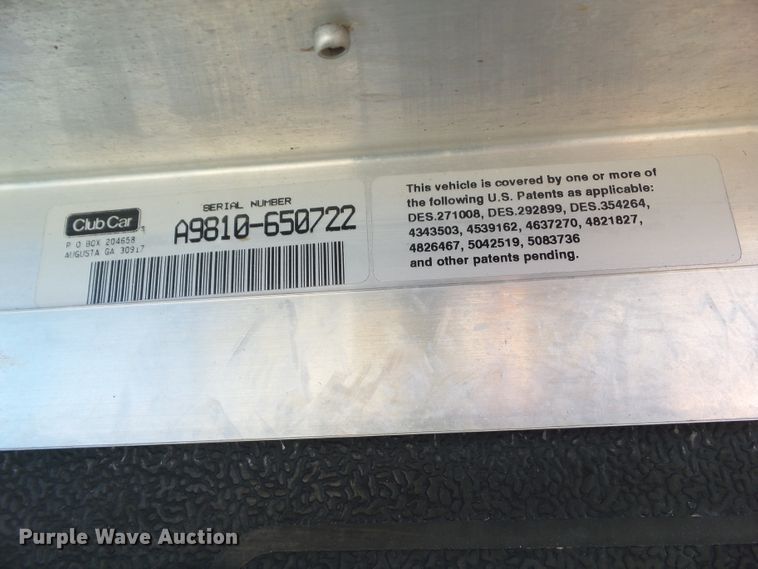 Club Car
P O BOX 204658
AUGUSTA GA 30917
SERIAL NUMBER
A9810-650722
This vehicle is covered by one or more of
the following U.S. Patents as applicable:
DES.271008, DES.292899, DES.354264,
4343503, 4539162, 4637270, 4821827,
4826467, 5042519, 5083736
and other patents pending.
Purple Wave Auction